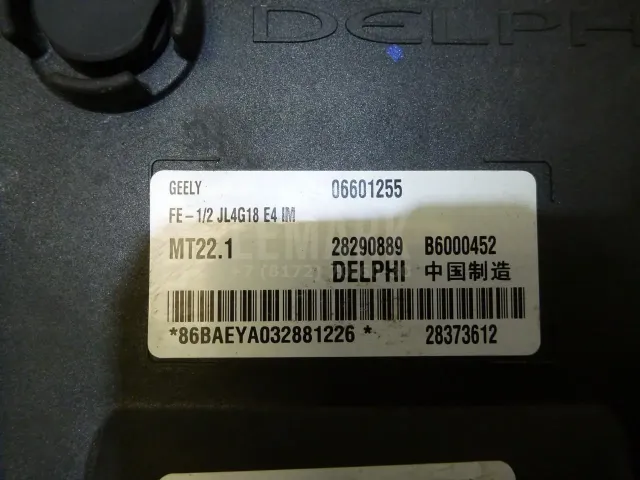 DELPH
GEELY 06601255
FE-1/2 JL4G18 E4 IM
MT22.1 28290889 B6000452
DELPHI 中国制造
*86BAEYA032881226* 28373612